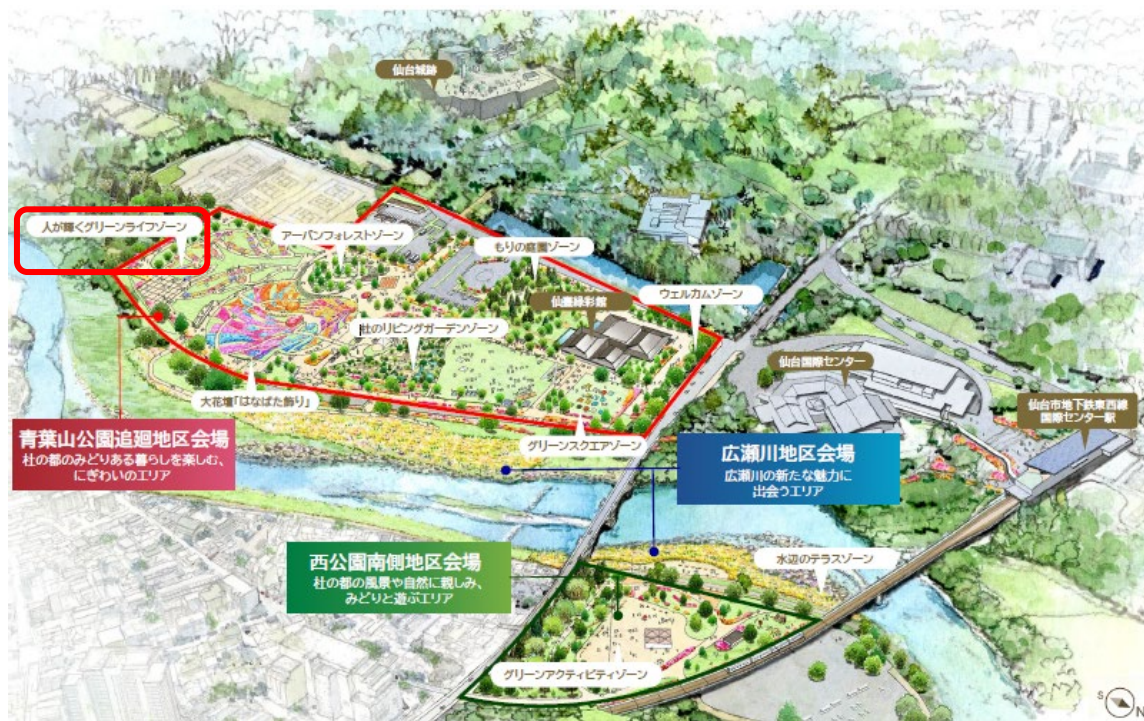 仙台城跡
人が輝くグリーンライフゾーン
アーバンフォレストゾーン
もりの庭園ゾーン
ウェルカムゾーン
仙臺緑彩館
杜のリビングガーデンゾーン
仙台国際センター
大花壇「はなばた飾り」
仙台市地下鉄東西線
国際センター駅
グリーンスクエアゾーン
青葉山公園追廻地区会場
杜の都のみどりある暮らしを楽しむ、
にぎわいのエリア
広瀬川地区会場
広瀬川の新たな魅力に
出会うエリア
西公園南側地区会場
杜の都の風景や自然に親しみ、
みどりと遊ぶエリア
水辺のテラスゾーン
グリーンアクティビティゾーン
S
N